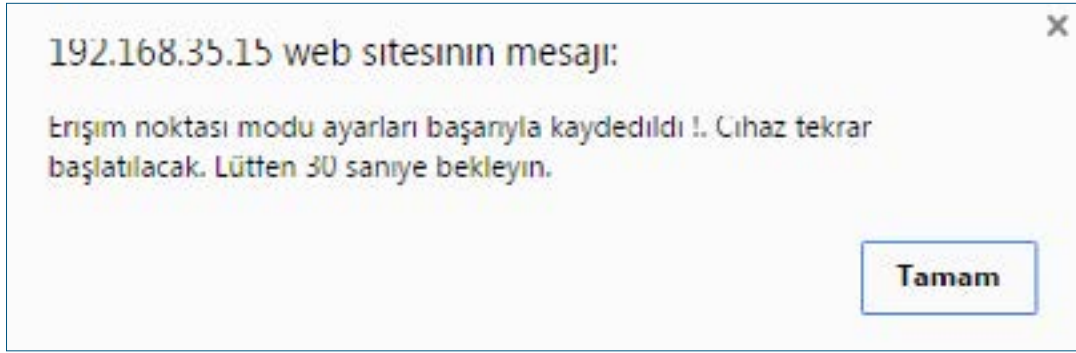 192.168.35.15 web sitesinin mesajı:
Erişim noktası modu ayarları başarıyla kaydedildi !. Cihaz tekrar
başlatılacak. Lütfen 30 saniye bekleyin.
Tamam